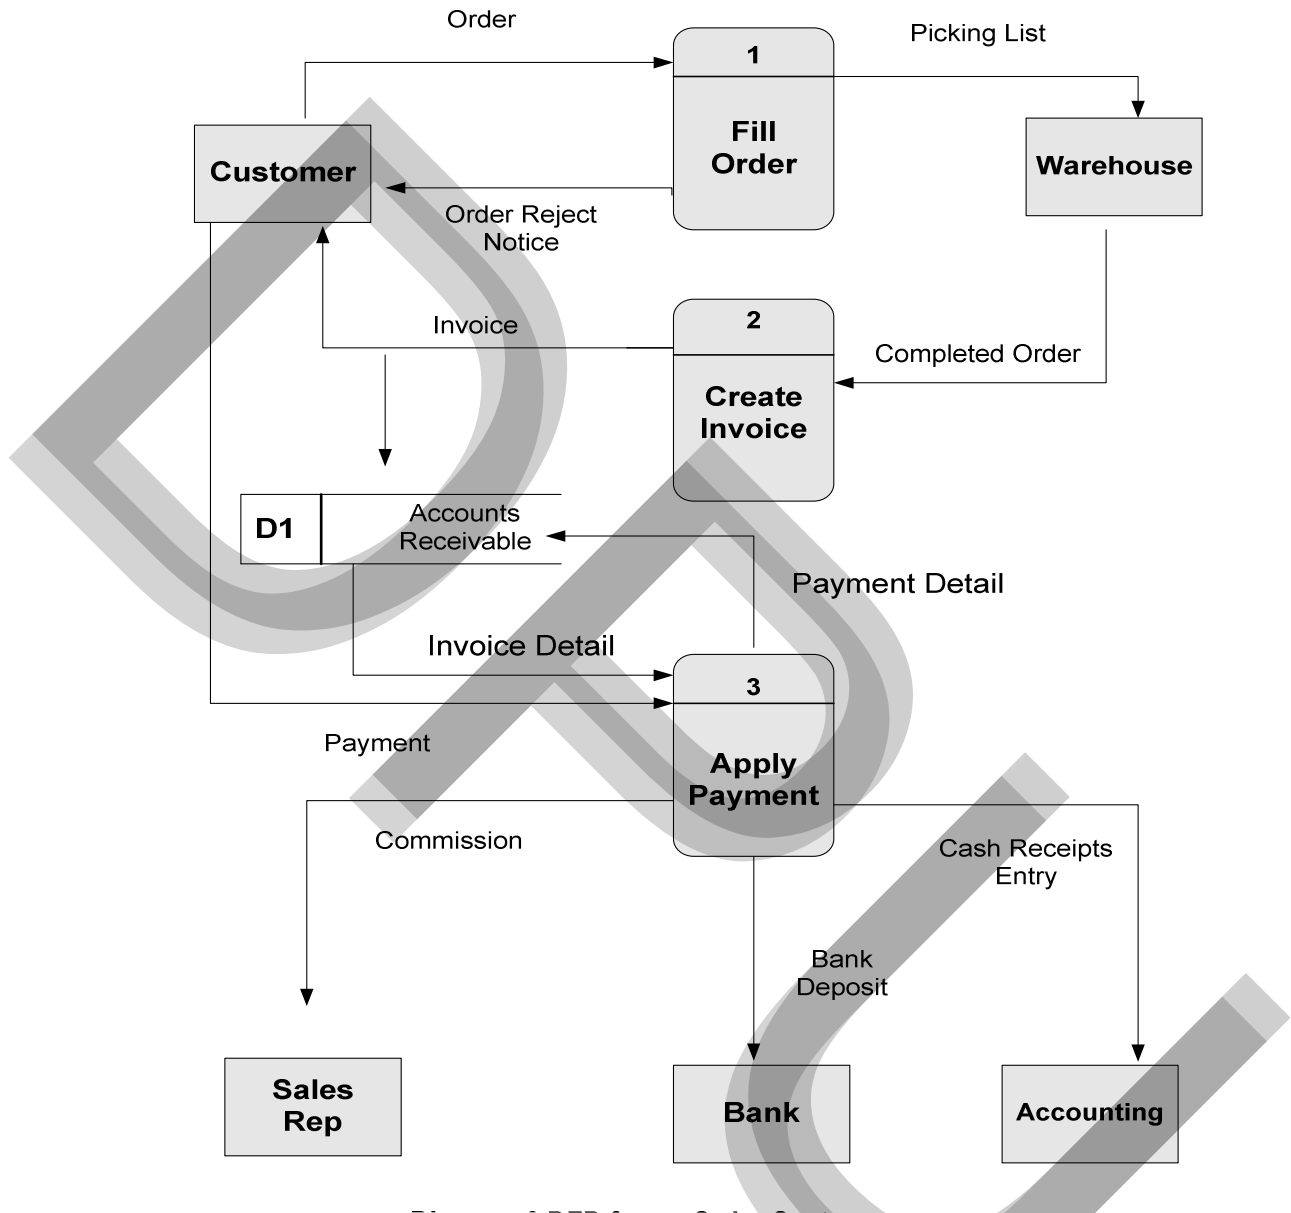 Order
Picking List
1
Fill
Order
Customer
Warehouse
Order Reject
Notice
Invoice
2
Completed Order
Create
Invoice
D1
Accounts
Receivable
Payment Detail
Invoice Detail
3
Payment
Apply
Payment
Commission
Cash Receipts
Entry
Bank
Deposit
Sales
Rep
Bank
Accounting